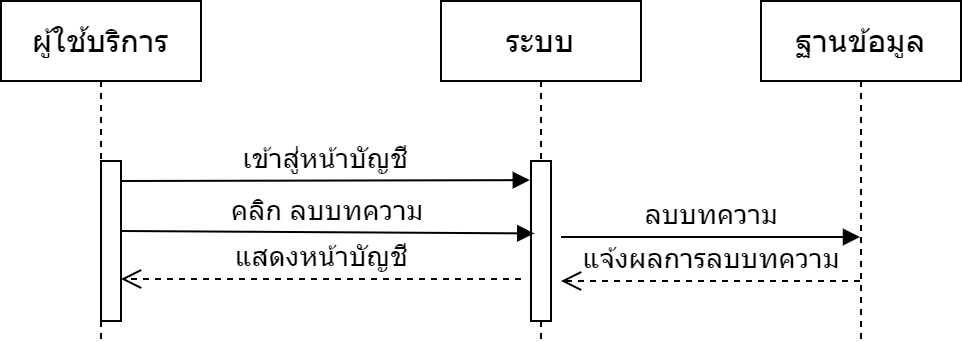 ผู้ใช้บริการ
ระบบ
ฐานข้อมูล
เข้าสู่หน้าบัญชี
คลิก ลบบทความ
ลบบทความ
แสดงหน้าบัญชี
แจ้งผลการลบบทความ